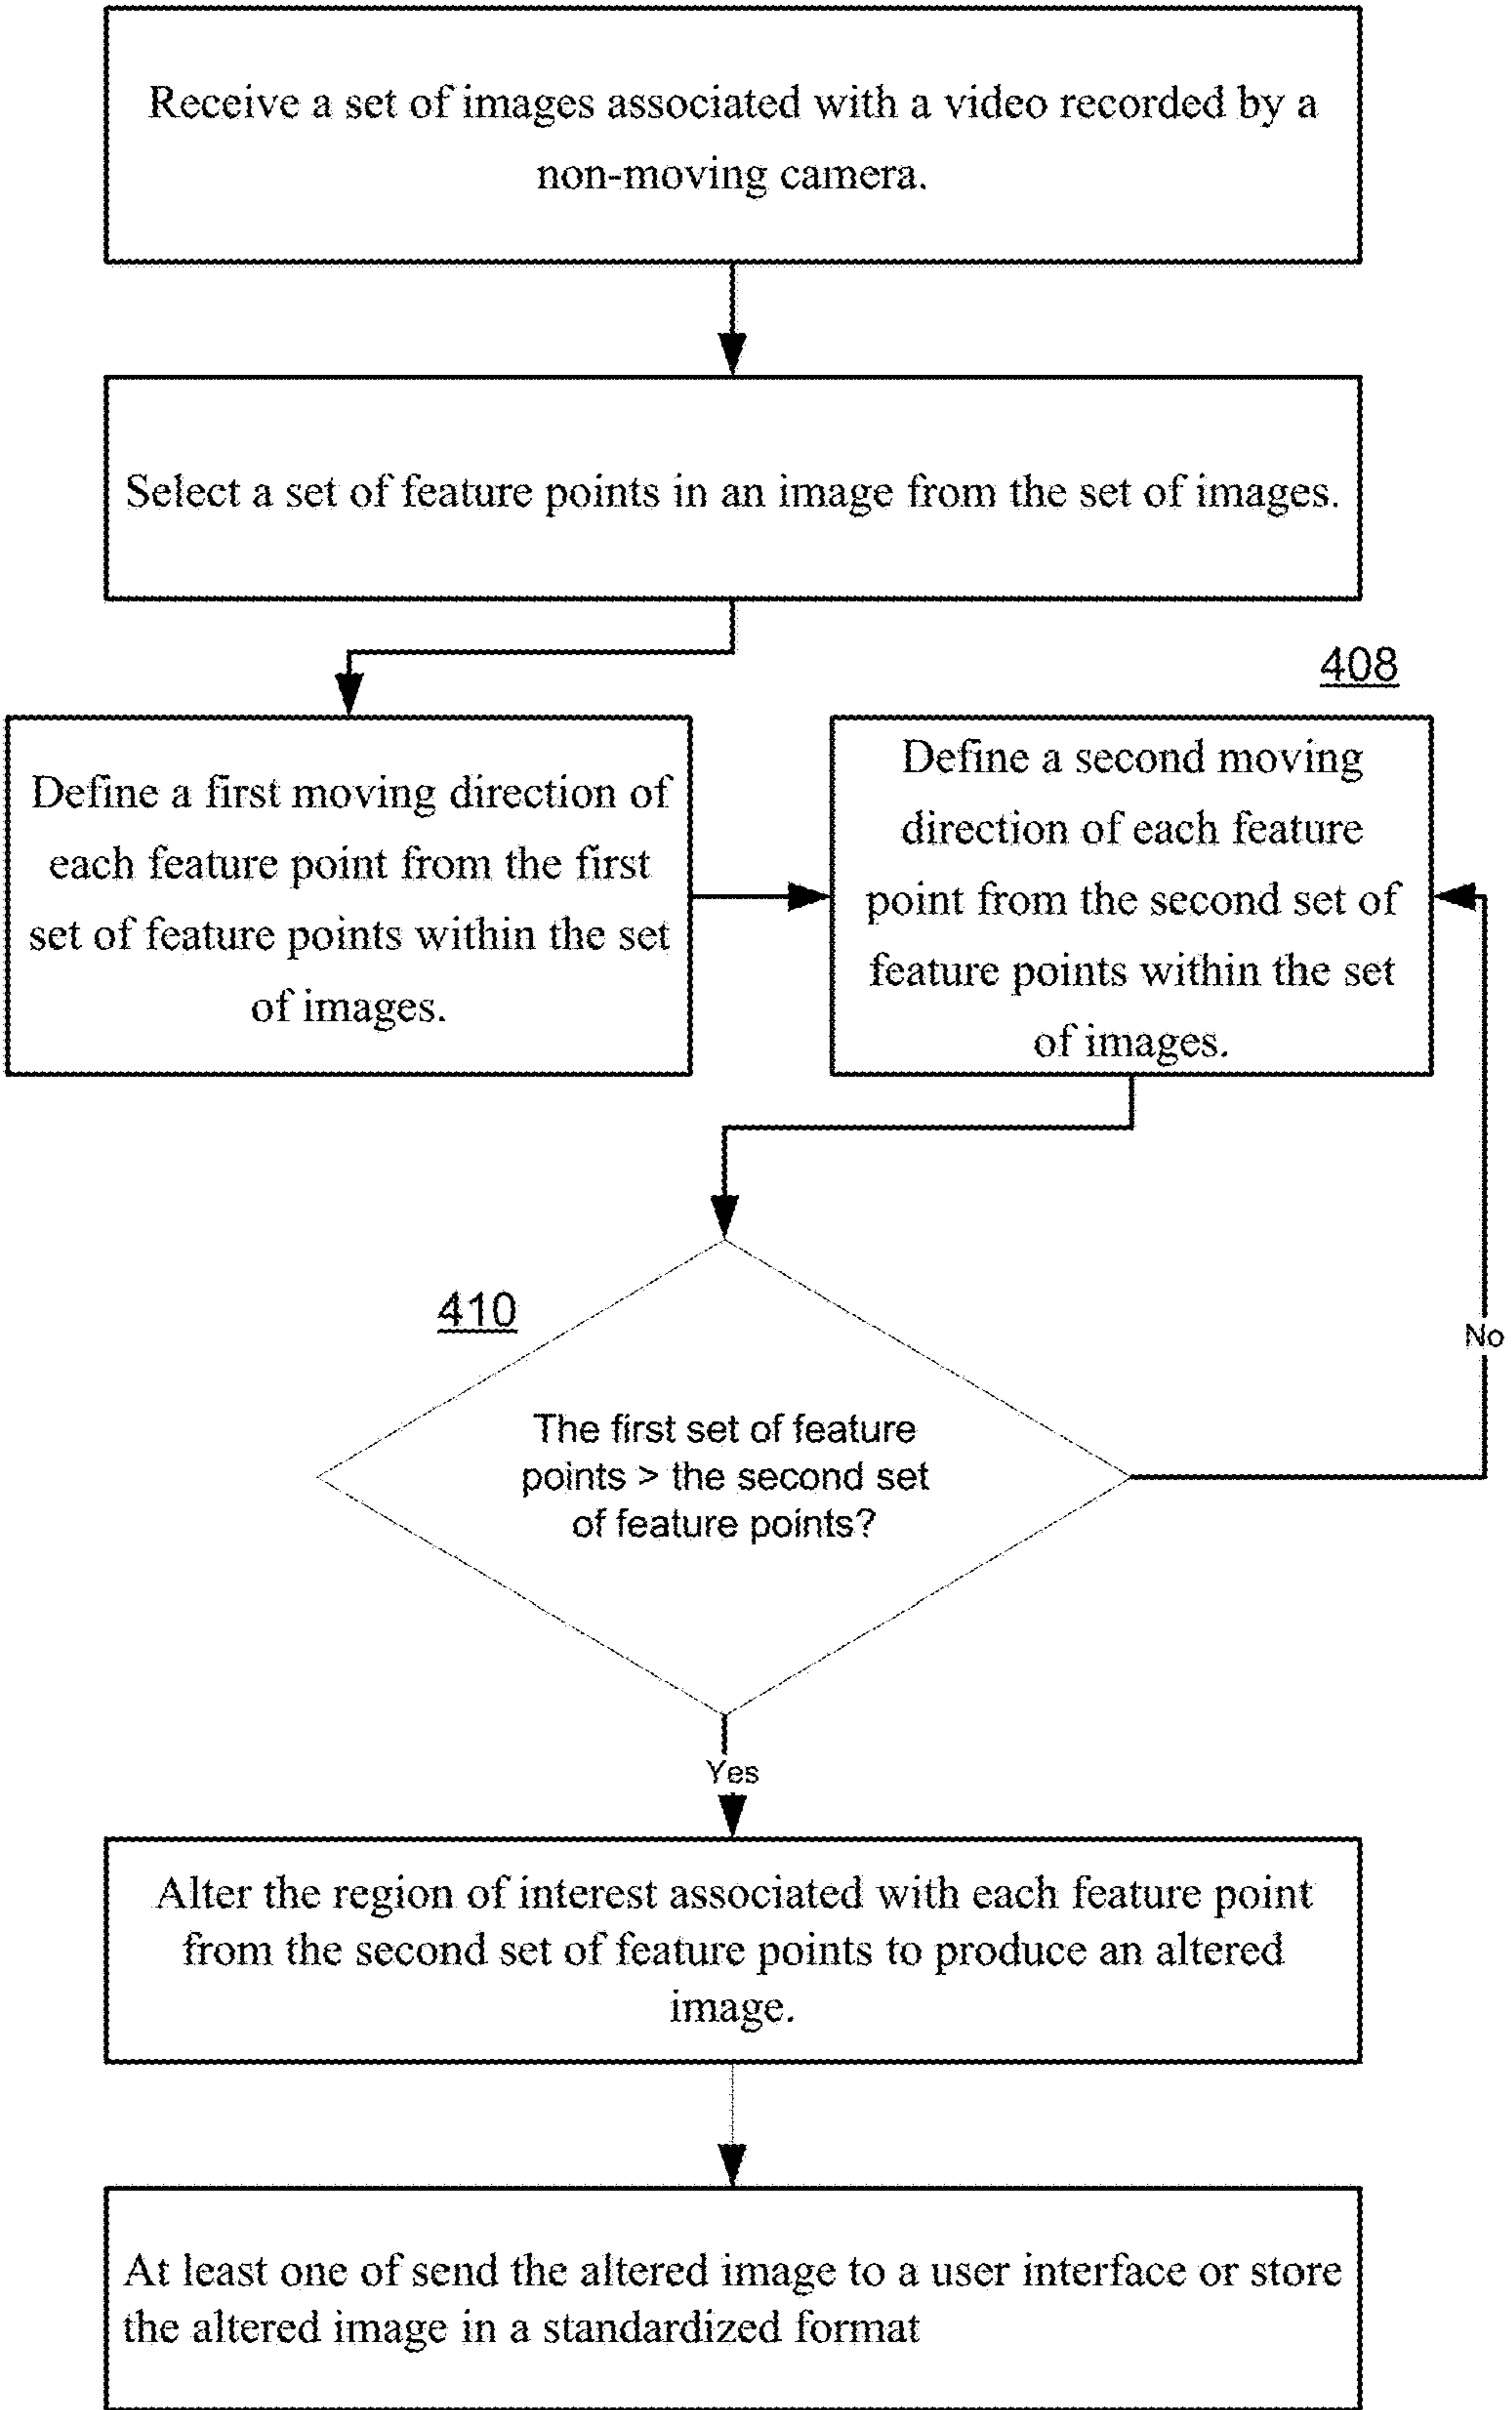 Receive a set of images associated with a video recorded by a
non-moving camera.
Select a set of feature points in an image from the set of images.
408
Define a first moving direction of
each feature point from the first
set of feature points within the set
of images.
Define a second moving
direction of each feature
point from the second set of
feature points within the set
of images.
410
The first set of feature
points > the second set
of feature points?
No
Yes
Alter the region of interest associated with each feature point
from the second set of feature points to produce an altered
image.
At least one of send the altered image to a user interface or store
the altered image in a standardized format